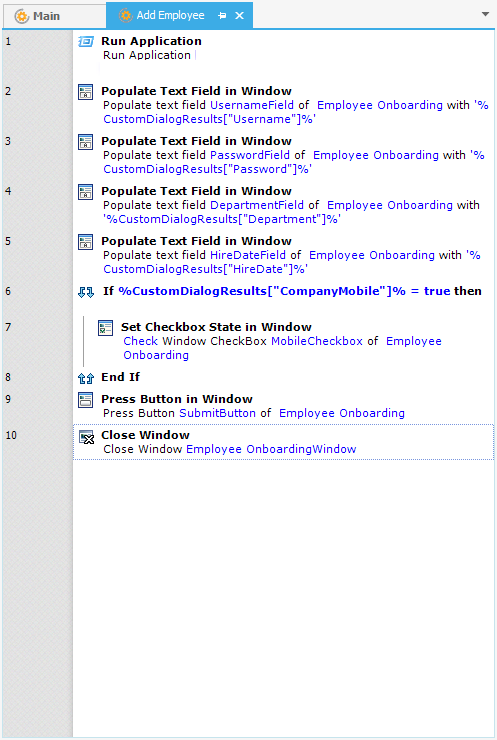 Main
Add Employee
1
Run Application
Run Application
2
Populate Text Field in Window
Populate text field UsernameField of Employee Onboarding with '%
CustomDialogResults["Username"]%'
3
Populate Text Field in Window
Populate text field PasswordField of Employee Onboarding with '%
CustomDialogResults["Password"]%'
4
Populate Text Field in Window
Populate text field DepartmentField of Employee Onboarding with
'%CustomDialogResults["Department"]%'
5
Populate Text Field in Window
Populate text field HireDateField of Employee Onboarding with '%
CustomDialogResults["HireDate"]%'
6
If %CustomDialogResults["CompanyMobile"]% = true then
7
Set Checkbox State in Window
Check Window CheckBox MobileCheckbox of Employee
Onboarding
8
End If
9
Press Button in Window
Press Button SubmitButton of Employee Onboarding
10
Close Window
Close Window Employee OnboardingWindow